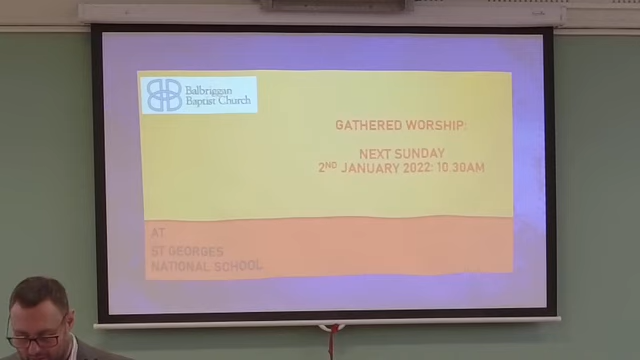 Balbriggan
Baptist Church
GATHERED WORSHIP:
NEXT SUNDAY
2ND JANUARY 2022: 10.30AM
AT
ST GEORGES
NATIONAL SCHOOL